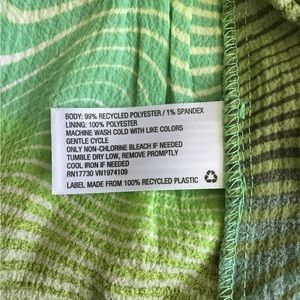 BODY: 99% RECYCLED POLYESTER / 1% SPANDEX
LINING: 100% POLYESTER
MACHINE WASH COLD WITH LIKE COLORS
GENTLE CYCLE
ONLY NON-CHLORINE BLEACH IF NEEDED
TUMBLE DRY LOW, REMOVE PROMPTLY
COOL IRON IF NEEDED
RN17730 VN1974109
LABEL MADE FROM 100% RECYCLED PLASTIC